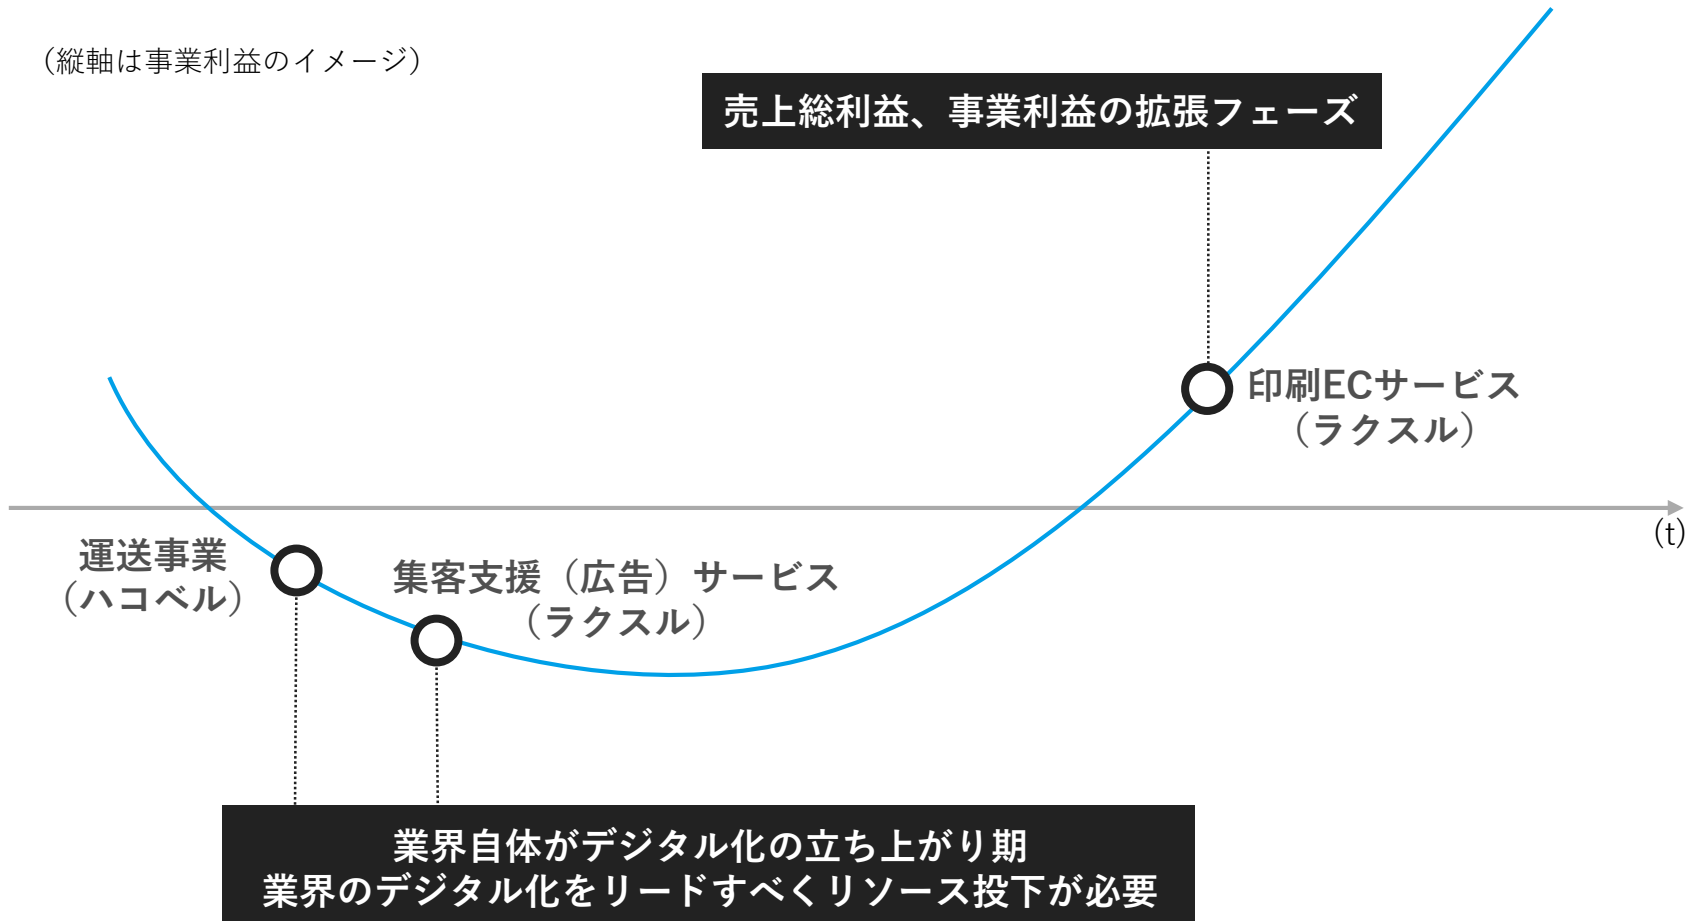 （縦軸は事業利益のイメージ）
売上総利益、事業利益の拡張フェーズ
印刷ECサービス
（ラクスル）
(t)
運送事業
（ハコベル）
集客支援（広告）サービス
（ラクスル）
業界自体がデジタル化の立ち上がり期
業界のデジタル化をリードすべくリソース投下が必要